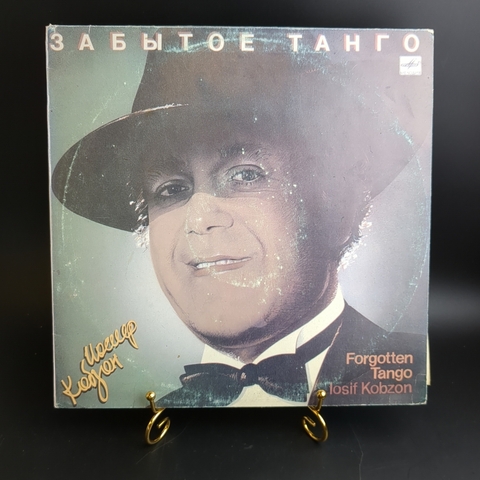 ЗАБЫТОЕ ТАНГО
Иосиф
Кобзон
Forgotten
Tango
Iosif Kobzon